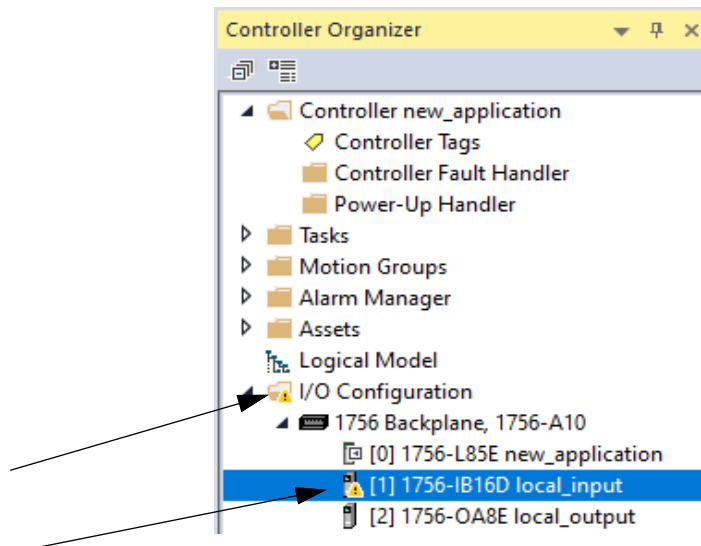 Controller Organizer
Controller new_application
Controller Tags
Controller Fault Handler
Power-Up Handler
Tasks
Motion Groups
Alarm Manager
Assets
Logical Model
I/O Configuration
1756 Backplane, 1756-A10
[0] 1756-L85E new_application
[1] 1756-IB16D local_input
[2] 1756-OA8E local_output